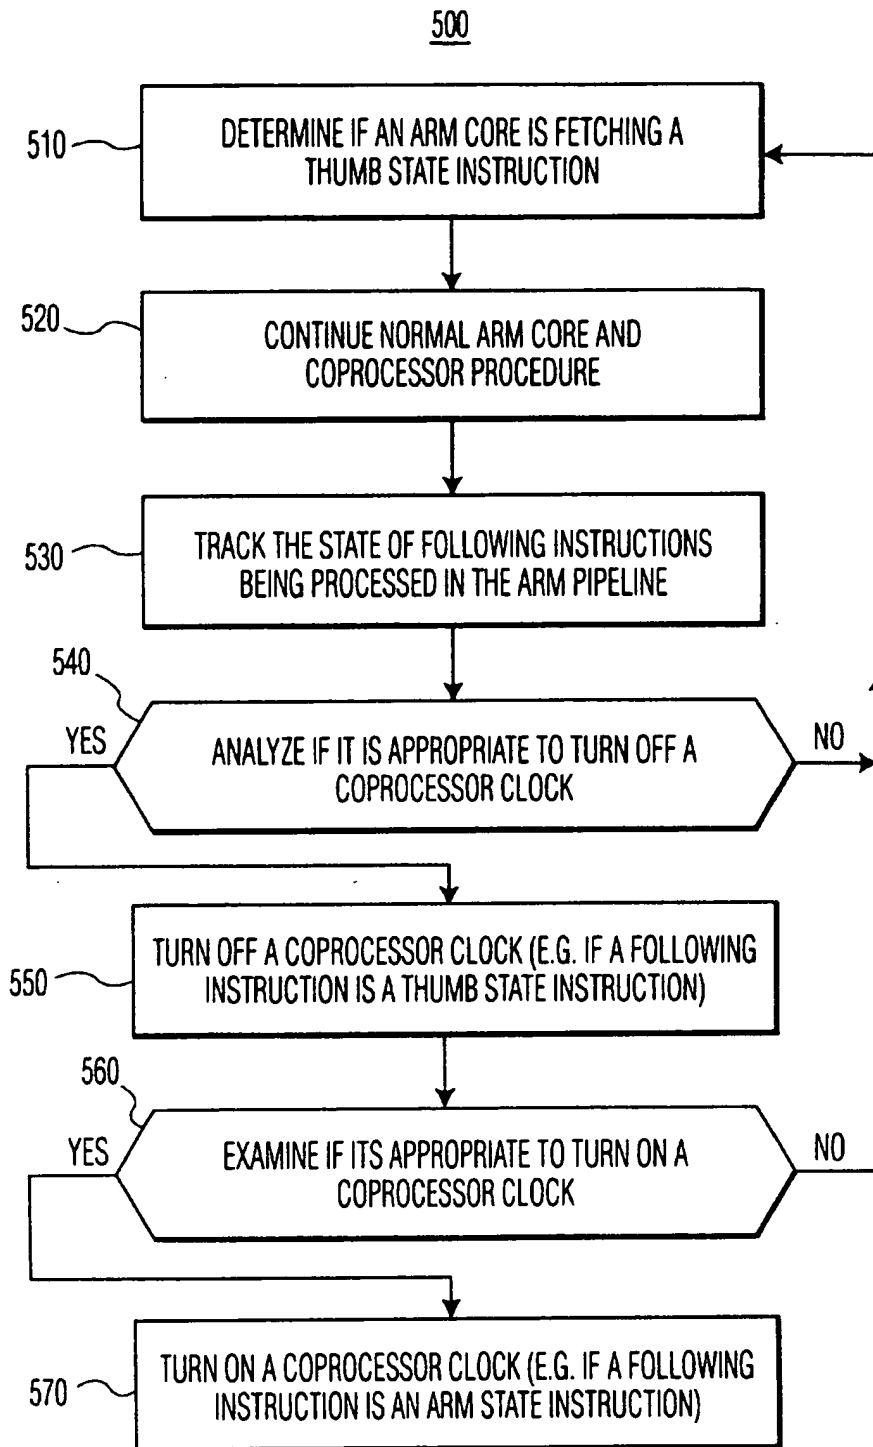 500
510
DETERMINE IF AN ARM CORE IS FETCHING A
THUMB STATE INSTRUCTION
520
CONTINUE NORMAL ARM CORE AND
COPROCESSOR PROCEDURE
530
TRACK THE STATE OF FOLLOWING INSTRUCTIONS
BEING PROCESSED IN THE ARM PIPELINE
540
YES
ANALYZE IF IT IS APPROPRIATE TO TURN OFF A
COPROCESSOR CLOCK
NO
550
TURN OFF A COPROCESSOR CLOCK (E.G. IF A FOLLOWING
INSTRUCTION IS A THUMB STATE INSTRUCTION)
560
YES
EXAMINE IF ITS APPROPRIATE TO TURN ON A
COPROCESSOR CLOCK
NO
570
TURN ON A COPROCESSOR CLOCK (E.G. IF A FOLLOWING
INSTRUCTION IS AN ARM STATE INSTRUCTION)